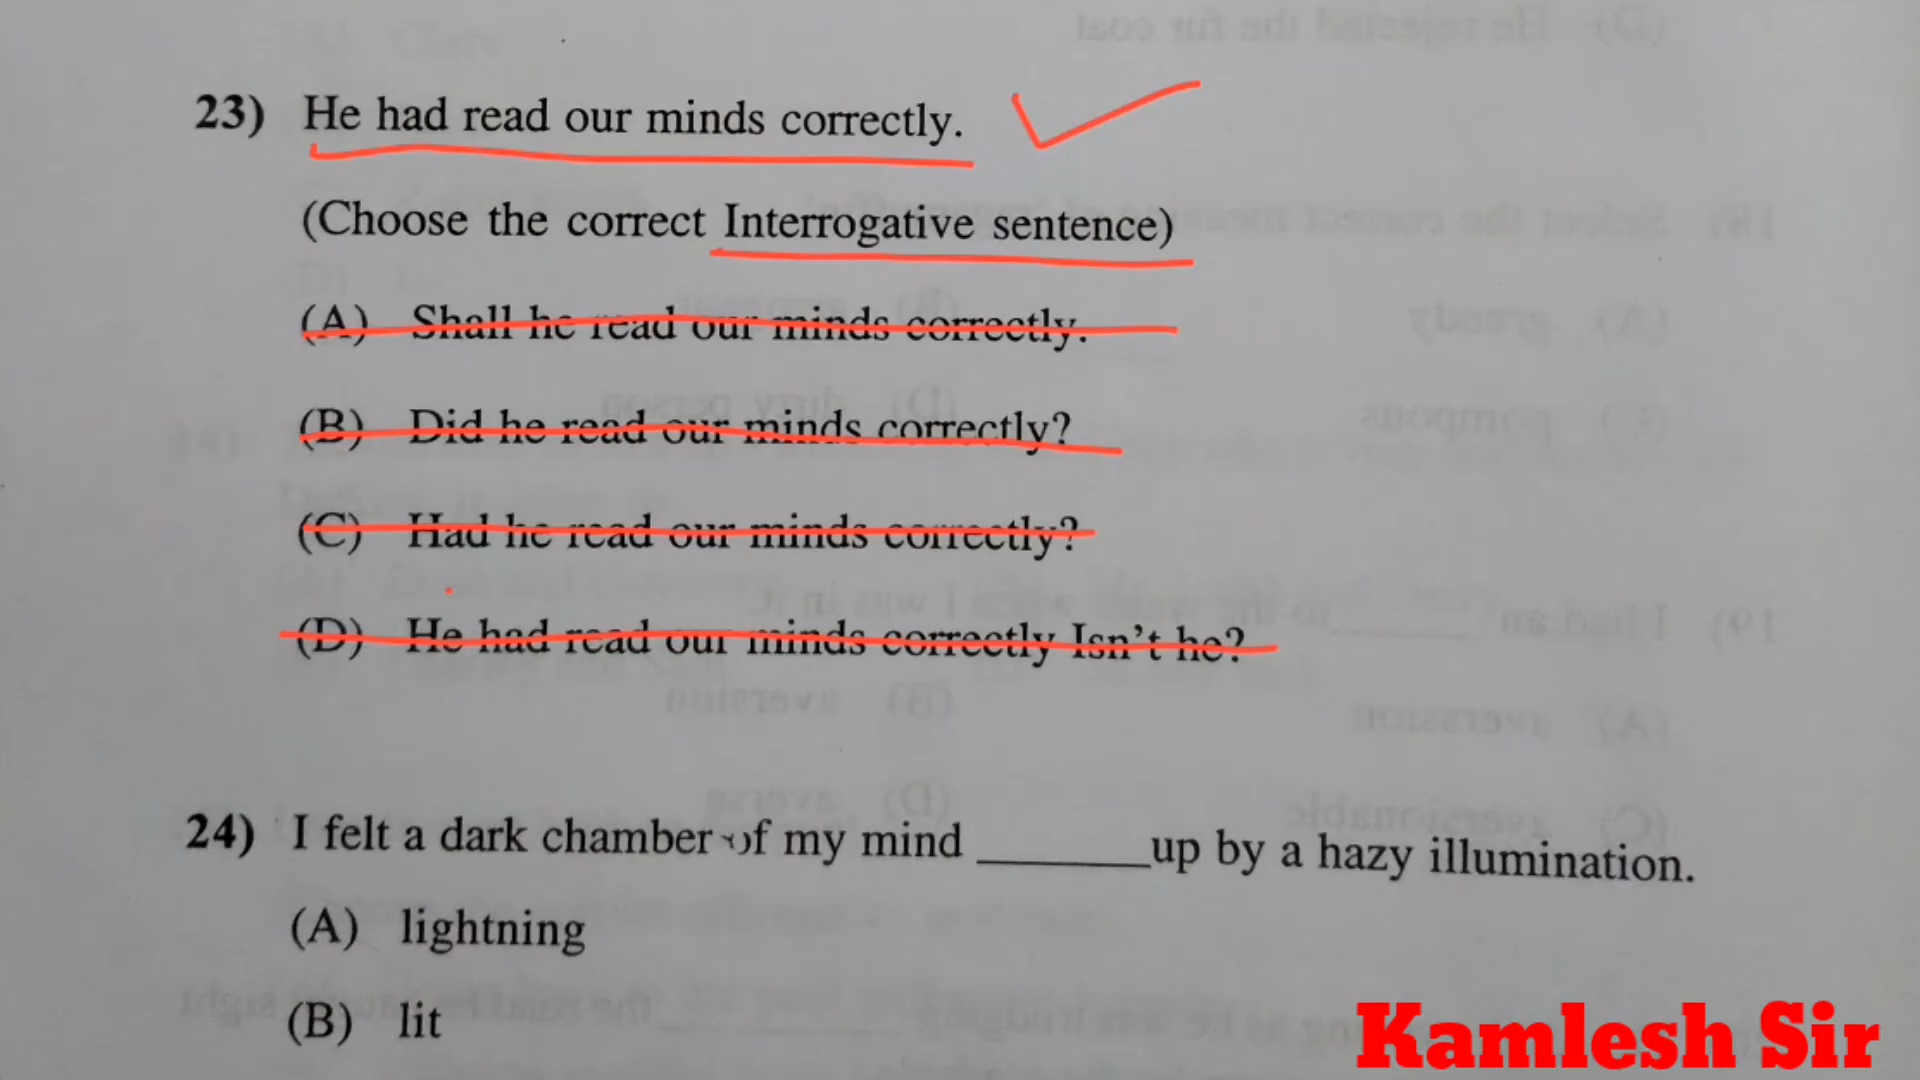 23) He had read our minds correctly.
(Choose the correct Interrogative sentence)
(A) Shall he read our minds correctly.
(B) Did he read our minds correctly?
(C) Had he read our minds correctly?
(D) He had read our minds correctly Isn't he?
24) I felt a dark chamber of my mind ______up by a hazy illumination.
(A) lightning
(B) lit
Kamlesh Sir